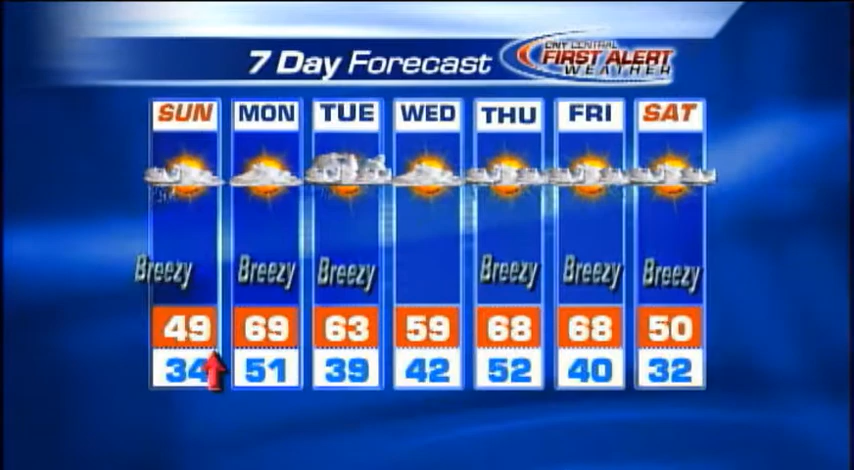 7 Day Forecast
CNY CENTRAL
FIRST ALERT
WEATHER
SUN MON TUE WED THU FRI SAT
Breezy Breezy Breezy Breezy Breezy Breezy
49 69 63 59 68 68 50
34 51 39 42 52 40 32